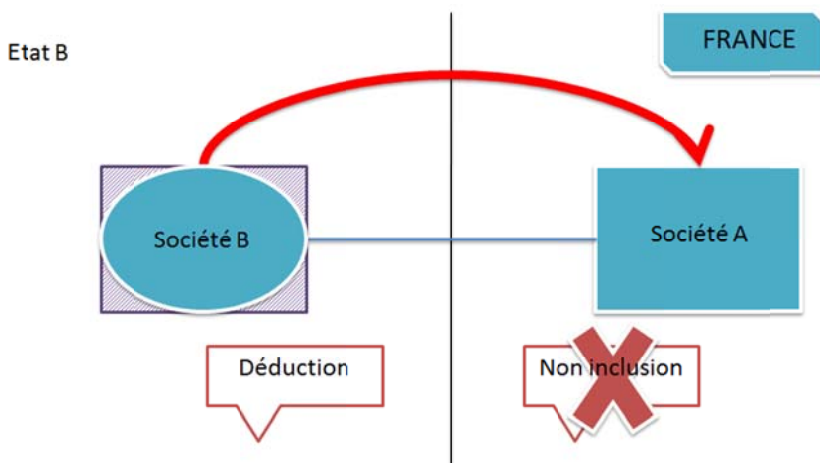 Etat B
FRANCE
Société B
Société A
Déduction
Non inclusion